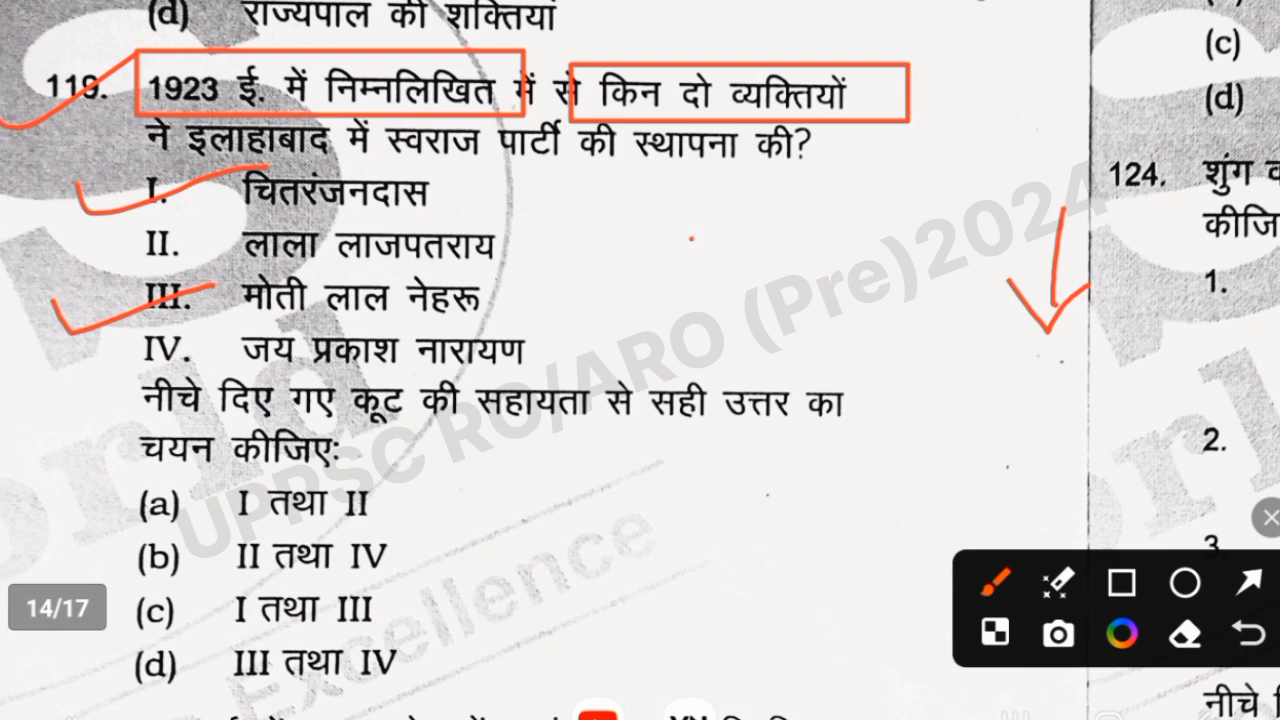 (d) राज्यपाल की शक्तियां
119. 1923 ई. में निम्नलिखित में से किन दो व्यक्तियों
ने इलाहाबाद में स्वराज पार्टी की स्थापना की?
I. चितरंजनदास
II. लाला लाजपतराय
III. मोती लाल नेहरू
IV. जय प्रकाश नारायण
नीचे दिए गए कूट की सहायता से सही उत्तर का
चयन कीजिए:
(a) I तथा II
(b) II तथा IV
(c) I तथा III
(d) III तथा IV
(c)
(d)
124. शुंग
1.
2.
3
नीचे
UPPSC RO/ARO (Pre)2024
Excellence
14/17